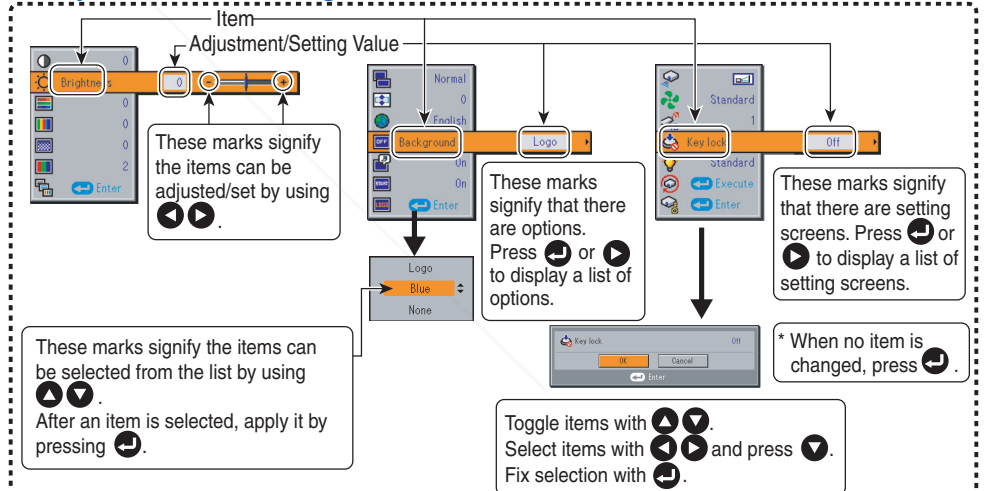 Item
Adjustment/Setting Value
0
Brightness 0
0
0
0
2
Enter
These marks signify
the items can be
adjusted/set by using
.
Normal
0
English
OFF Background Logo
On
START On
LOGO Enter
These marks
signify that there
are options.
Press or
to display a list of
options.
Logo
Blue
None
Standard
1
Key lock Off
Standard
Execute
Enter
These marks signify
that there are setting
screens. Press or
to display a list of
setting screens.
Key lock Off
OK Cancel
Enter
* When no item is
changed, press .
These marks signify the items can
be selected from the list by using
.
After an item is selected, apply it by
pressing .
Toggle items with .
Select items with and press .
Fix selection with .